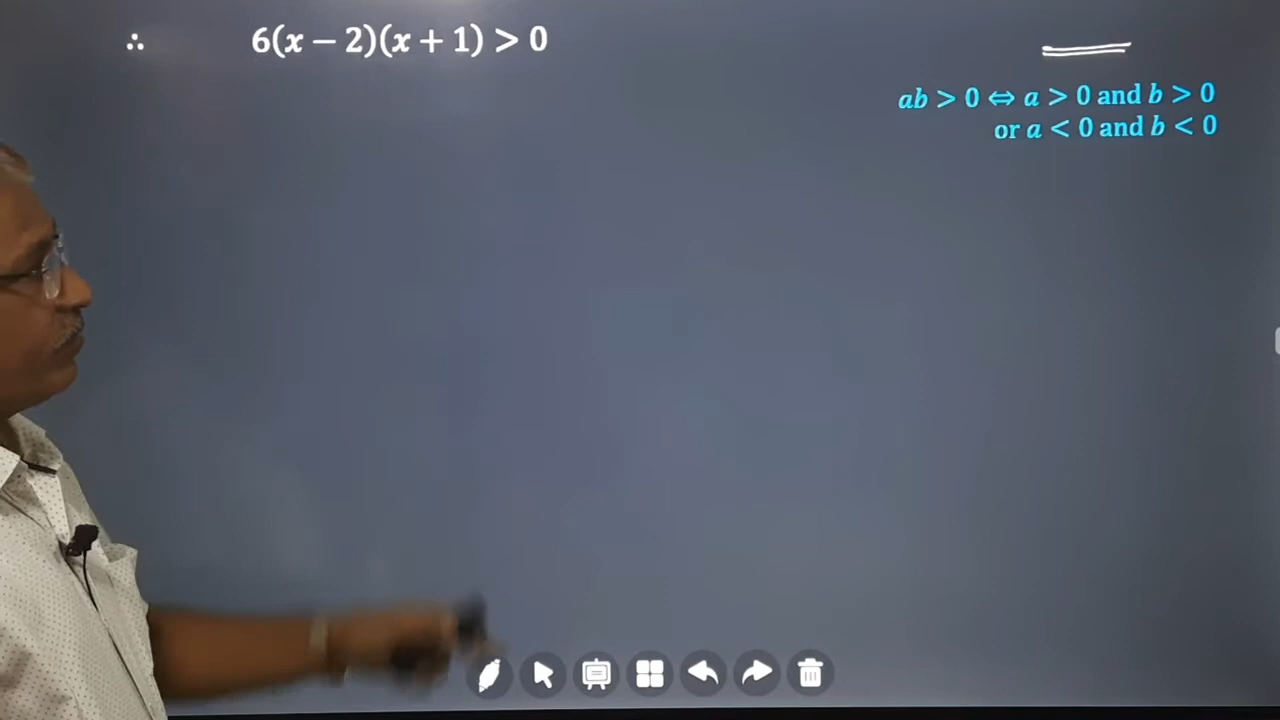 ∴ 6(x − 2)(x + 1) > 0
ab > 0 ⇔ a > 0 and b > 0
or a < 0 and b < 0